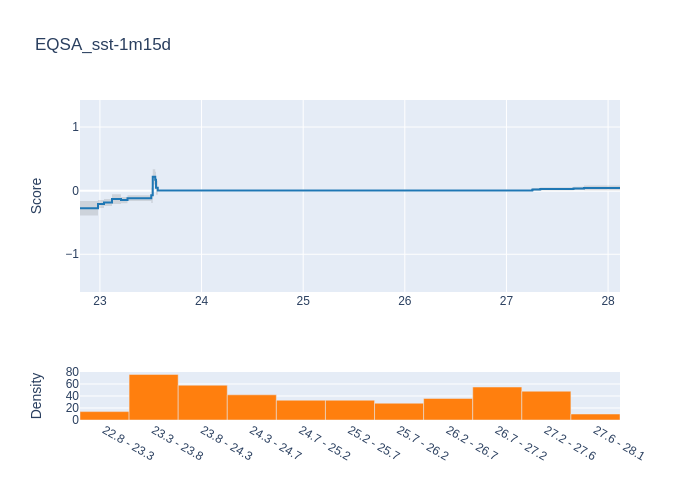 EQSA_sst-1m15d
Score
1
0
−1
23 24 25 26 27 28
Density
80
60
40
20
0
22.8 - 23.3
23.3 - 23.8
23.8 - 24.3
24.3 - 24.7
24.7 - 25.2
25.2 - 25.7
25.7 - 26.2
26.2 - 26.7
26.7 - 27.2
27.2 - 27.6
27.6 - 28.1